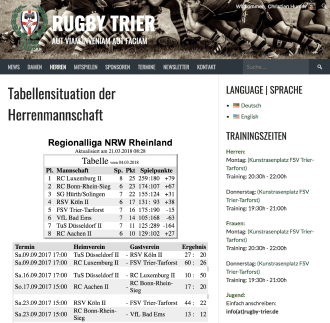 Willkommen, Christian Hunter
RUGBY TRIER
AUT VIAM INVENIAM AUT FACIAM
NEWS DAMEN HERREN MITSPIELEN SPONSOREN TERMINE NEWSLETTER KONTAKT
Suche …
Tabellensituation der
Herrenmannschaft
Regionalliga NRW Rheinland
Aktualisiert am 21.03.2018 08:28
Tabelle vom 04.03.2018
Pl. Mannschaft Sp. Pkt Spielpunkte
1 RC Luxemburg II 8 25 259:180 +79
2 RC Bonn-Rhein-Sieg 6 23 174:107 +67
3 SG Hürth/Solingen 7 22 155:124 +31
4 RSV Köln II 6 17 131: 93 +38
5 FSV Trier-Tarforst 7 16 175:190 -15
6 VfL Bad Ems 7 14 105:168 -63
7 TuS Düsseldorf II 7 11 125:289 -164
8 RC Aachen II 6 10 129:102 +27
Termin Heimverein Gastverein Ergebnis
Sa.09.09.2017 17:00 TuS Düsseldorf II - RSV Köln II 27 : 20
Sa.09.09.2017 17:00 RC Luxemburg II - FSV Trier-Tarforst 60 : 26
Sa.16.09.2017 15:00 TuS Düsseldorf II - RC Luxemburg II 10 : 50
So.17.09.2017 15:00 RC Aachen II - RC Bonn-Rhein-Sieg 17 : 20
Sa.23.09.2017 15:00 RSV Köln II - FSV Trier-Tarforst 44 : 22
Sa.23.09.2017 15:00 RC Bonn-Rhein-Sieg - VfL Bad Ems 13 : 12
LANGUAGE | SPRACHE
Deutsch
English
TRAININGSZEITEN
Herren:
Montag: (Kunstrasenplatz FSV
Trier-Tarforst)
Training: 20:30h - 22:00h
Donnerstag: (Kunstrasenplatz FSV
Trier-Tarforst)
Training: 19:30h - 21:00h
Frauen:
Montag: (Kunstrasenplatz FSV
Trier-Tarforst)
Training: 20:30h - 22:00h
Donnerstag: (Kunstrasenplatz FSV
Trier-Tarforst)
Training: 19:30h - 21:00h
Jugend:
Einfach anschreiben:
info(at)rugby-trier.de